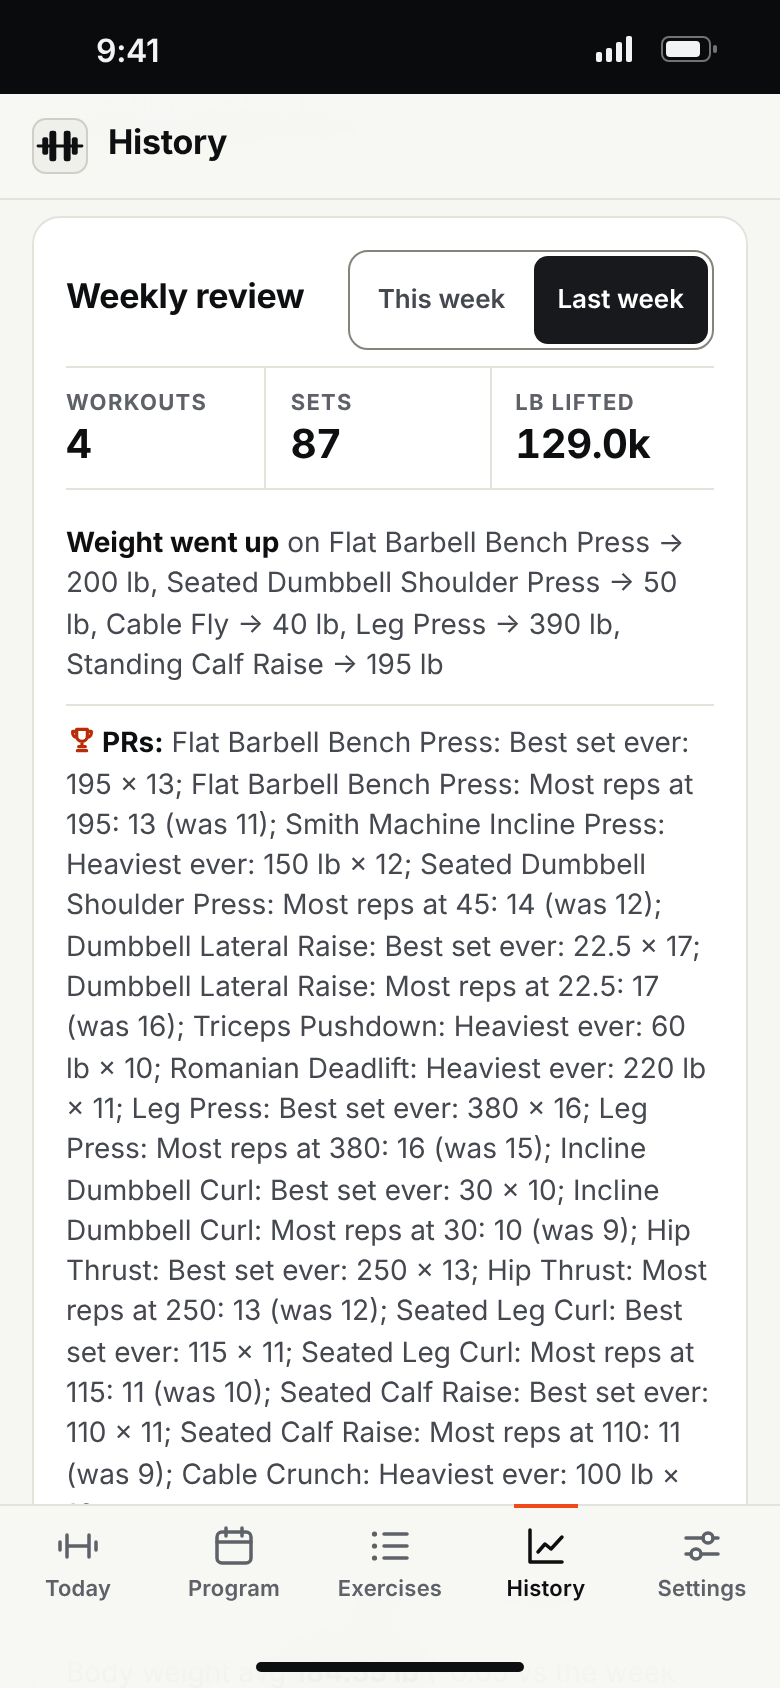 9:41
History
Weekly review
This week
Last week
WORKOUTS
4
SETS
87
LB LIFTED
129.0k
Weight went up on Flat Barbell Bench Press →
200 lb, Seated Dumbbell Shoulder Press → 50
lb, Cable Fly → 40 lb, Leg Press → 390 lb,
Standing Calf Raise → 195 lb
PRs: Flat Barbell Bench Press: Best set ever:
195 × 13; Flat Barbell Bench Press: Most reps at
195: 13 (was 11); Smith Machine Incline Press:
Heaviest ever: 150 lb × 12; Seated Dumbbell
Shoulder Press: Most reps at 45: 14 (was 12);
Dumbbell Lateral Raise: Best set ever: 22.5 × 17;
Dumbbell Lateral Raise: Most reps at 22.5: 17
(was 16); Triceps Pushdown: Heaviest ever: 60
lb × 10; Romanian Deadlift: Heaviest ever: 220 lb
× 11; Leg Press: Best set ever: 380 × 16; Leg
Press: Most reps at 380: 16 (was 15); Incline
Dumbbell Curl: Best set ever: 30 × 10; Incline
Dumbbell Curl: Most reps at 30: 10 (was 9); Hip
Thrust: Best set ever: 250 × 13; Hip Thrust: Most
reps at 250: 13 (was 12); Seated Leg Curl: Best
set ever: 115 × 11; Seated Leg Curl: Most reps at
115: 11 (was 10); Seated Calf Raise: Best set ever:
110 × 11; Seated Calf Raise: Most reps at 110: 11
(was 9); Cable Crunch: Heaviest ever: 100 lb ×
Today
Program
Exercises
History
Settings
Body weight avg the week